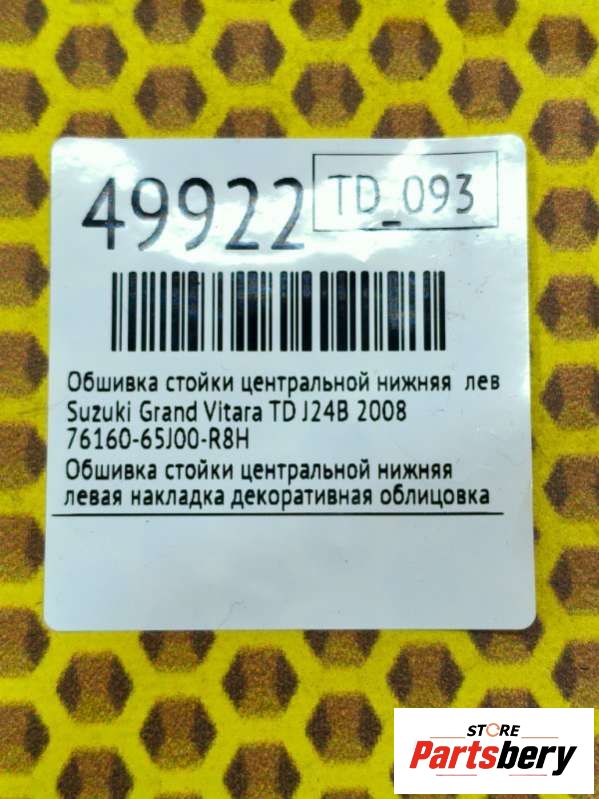 49922
TD_093
Обшивка стойки центральной нижняя лев
Suzuki Grand Vitara TD J24B 2008
76160-65J00-R8H
Обшивка стойки центральной нижняя
левая накладка декоративная облицовка
STORE
Partsbery